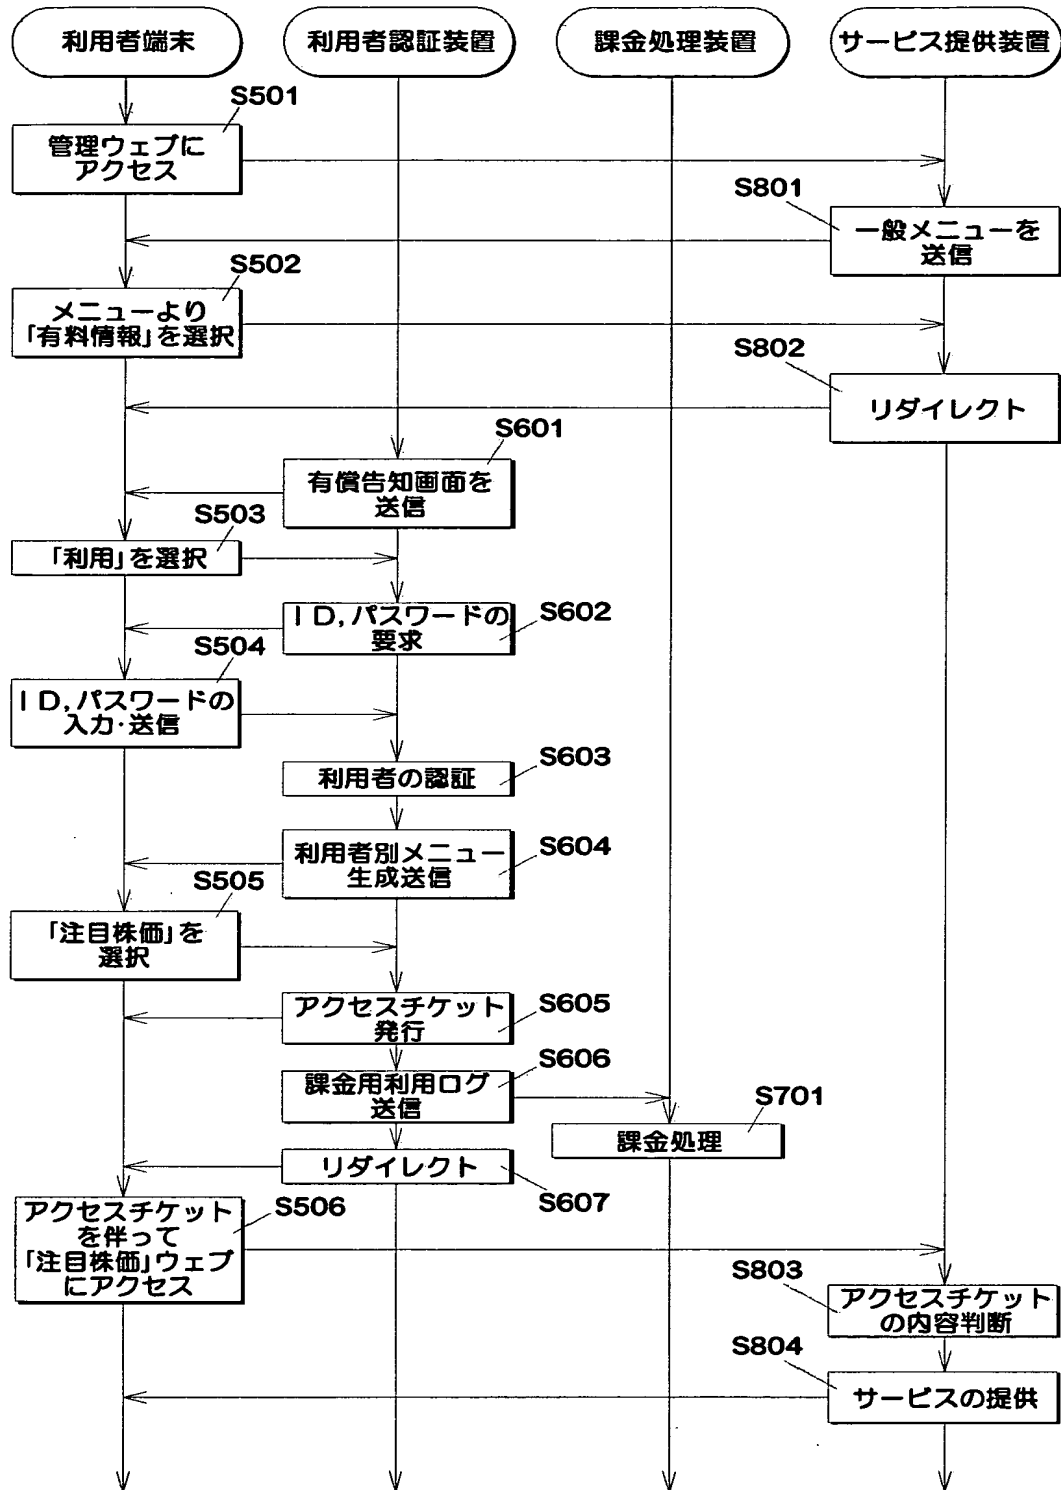 利用者端末
利用者認証装置
課金処理装置
サービス提供装置
S501
管理ウェブに
アクセス
S801
一般メニューを
送信
S502
メニューより
「有料情報」を選択
S802
リダイレクト
S601
有償告知画面を
送信
S503
「利用」を選択
S602
ID,パスワードの
要求
S504
ID,パスワードの
入力・送信
S603
利用者の認証
S604
利用者別メニュー
生成送信
S505
「注目株価」を
選択
S605
アクセスチケット
発行
S606
課金用利用ログ
送信
S701
課金処理
リダイレクト
S607
S506
アクセスチケット
を伴って
「注目株価」ウェブ
にアクセス
S803
アクセスチケット
の内容判断
S804
サービスの提供